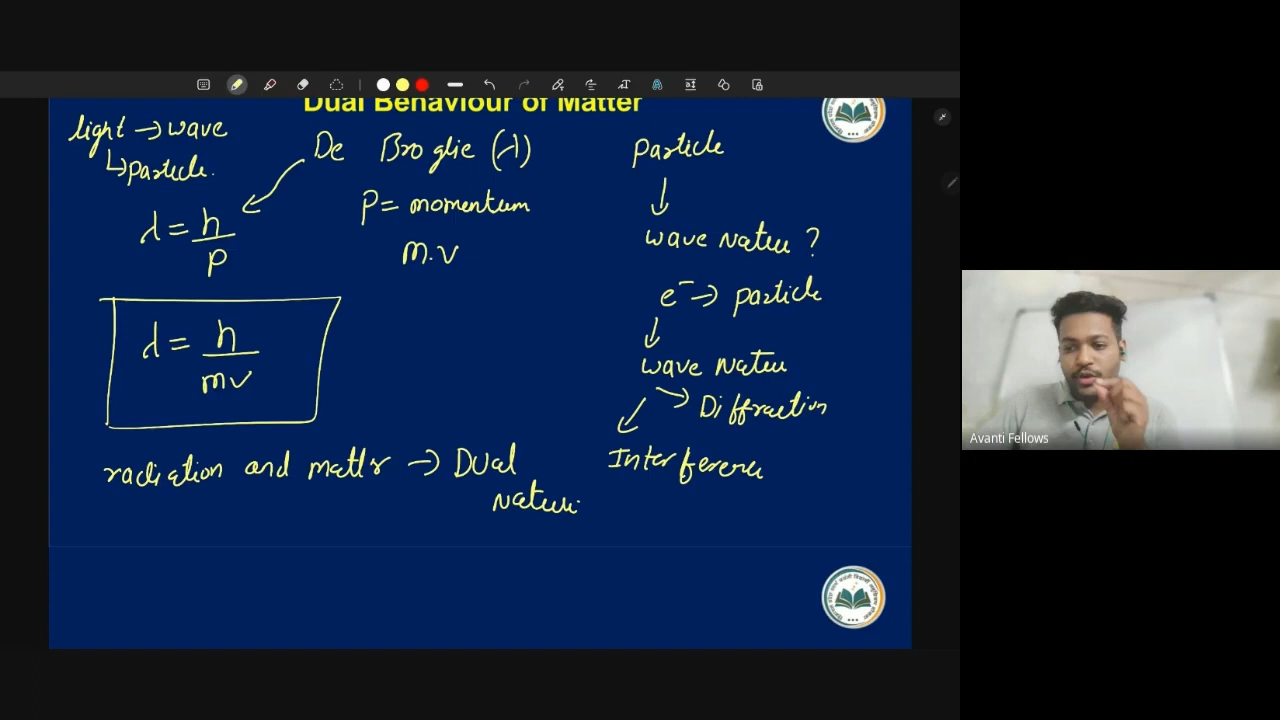 Dual Behaviour of Matter
light → wave
↳ particle.
De Broglie (λ)
λ = h/p
P = momentum
m.v
λ = h/mv
radiation and matter → Dual
Nature
Particle
↓
wave Nature ?
e⁻ → particle
↓
wave Nature
→ Diffraction
Interference
Avanti Fellows